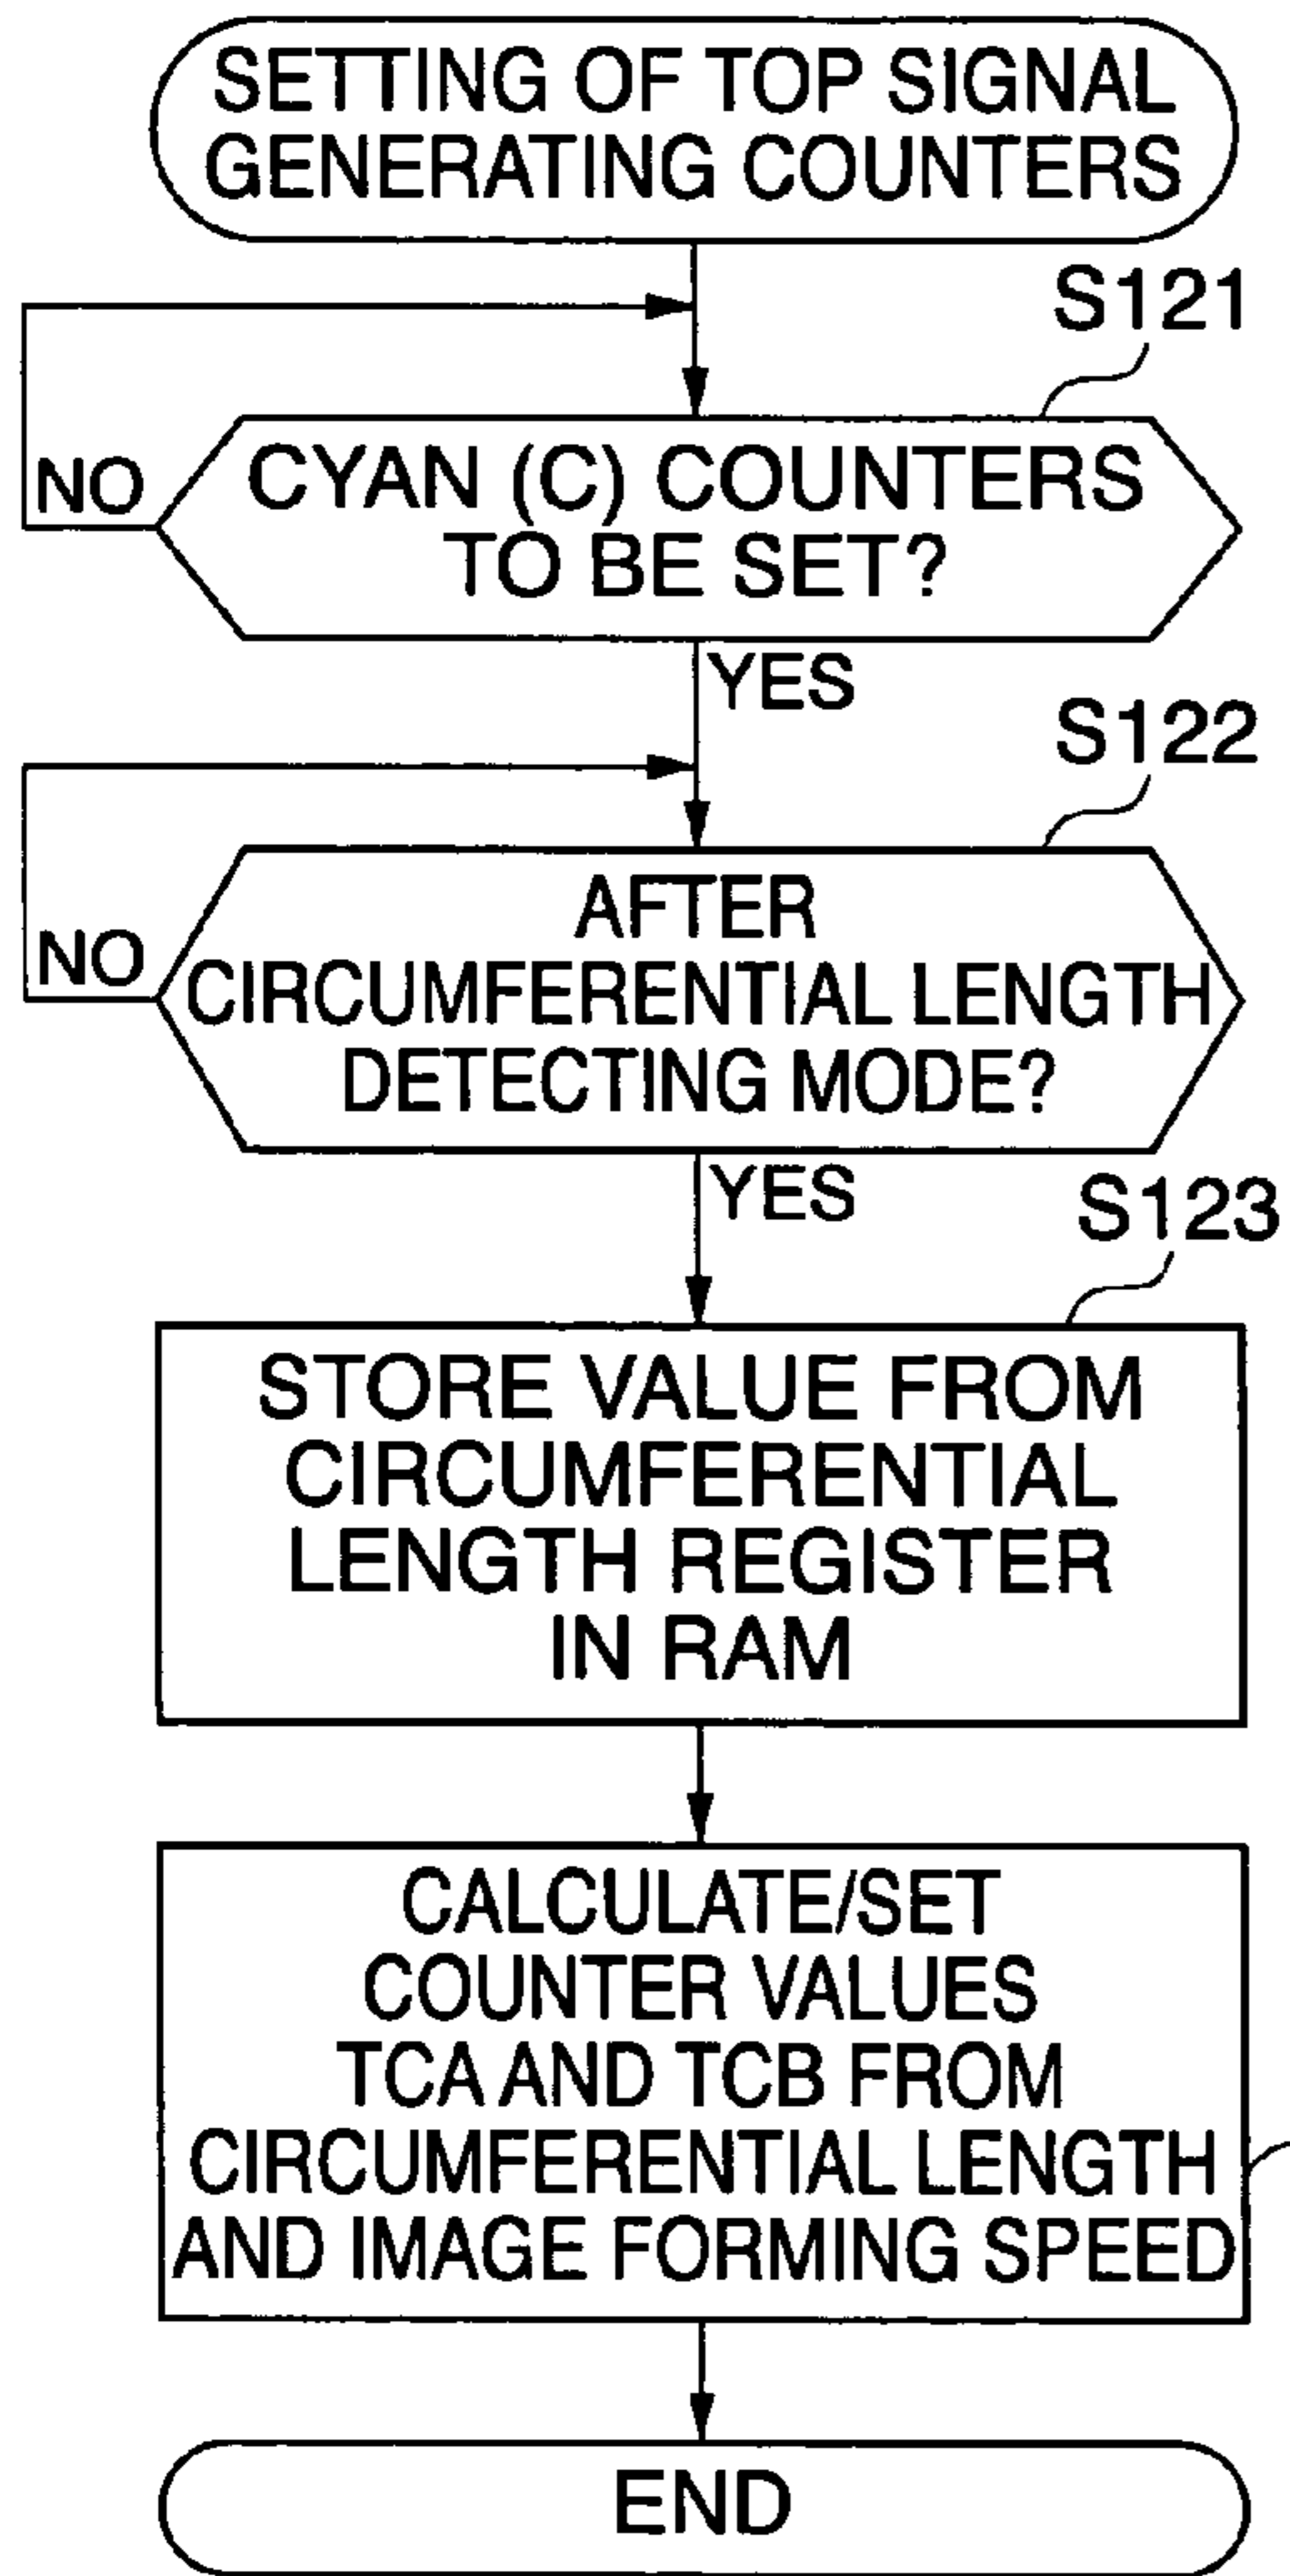 SETTING OF TOP SIGNAL
GENERATING COUNTERS
S121
CYAN (C) COUNTERS
TO BE SET?
NO
YES
S122
AFTER
CIRCUMFERENTIAL LENGTH
DETECTING MODE?
NO
YES
S123
STORE VALUE FROM
CIRCUMFERENTIAL
LENGTH REGISTER
IN RAM
CALCULATE/SET
COUNTER VALUES
TCA AND TCB FROM
CIRCUMFERENTIAL LENGTH
AND IMAGE FORMING SPEED
END